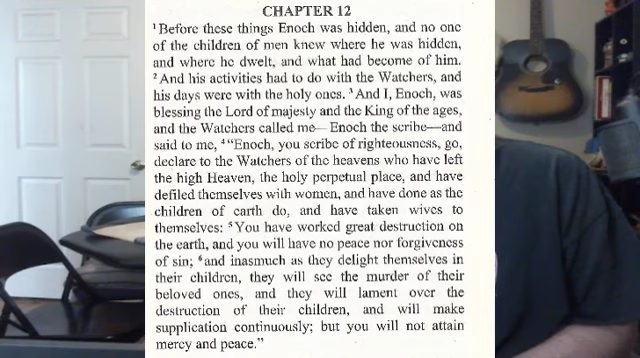 CHAPTER 12
¹Before these things Enoch was hidden, and no one
of the children of men knew where he was hidden,
and where he dwelt, and what had become of him.
²And his activities had to do with the Watchers, and
his days were with the holy ones. ³And I, Enoch, was
blessing the Lord of majesty and the King of the ages,
and the Watchers called me—Enoch the scribe—and
said to me, ⁴“Enoch, you scribe of righteousness, go,
declare to the Watchers of the heavens who have left
the high Heaven, the holy perpetual place, and have
defiled themselves with women, and have done as the
children of earth do, and have taken wives to
themselves: ⁵You have worked great destruction on
the earth, and you will have no peace nor forgiveness
of sin; ⁶and inasmuch as they delight themselves in
their children, they will see the murder of their
beloved ones, and they will lament over the
destruction of their children, and will make
supplication continuously; but you will not attain
mercy and peace.”